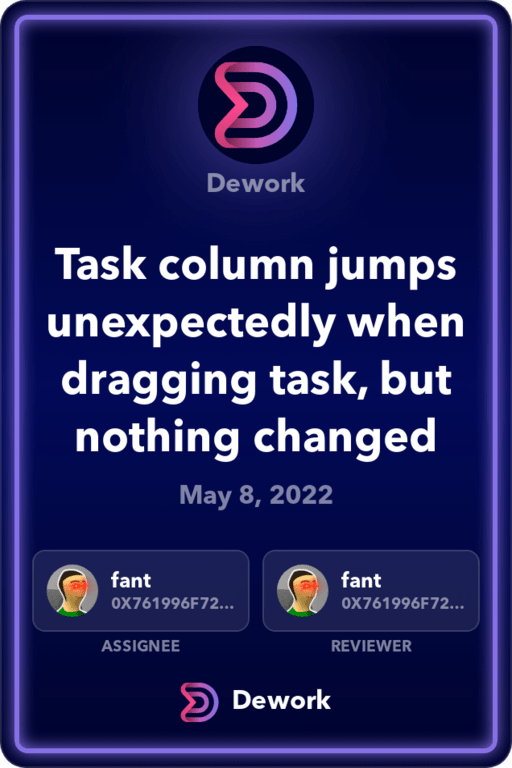 Dework
Task column jumps
unexpectedly when
dragging task, but
nothing changed
May 8, 2022
fant
0X761996F72...
ASSIGNEE
fant
0X761996F72...
REVIEWER
Dework